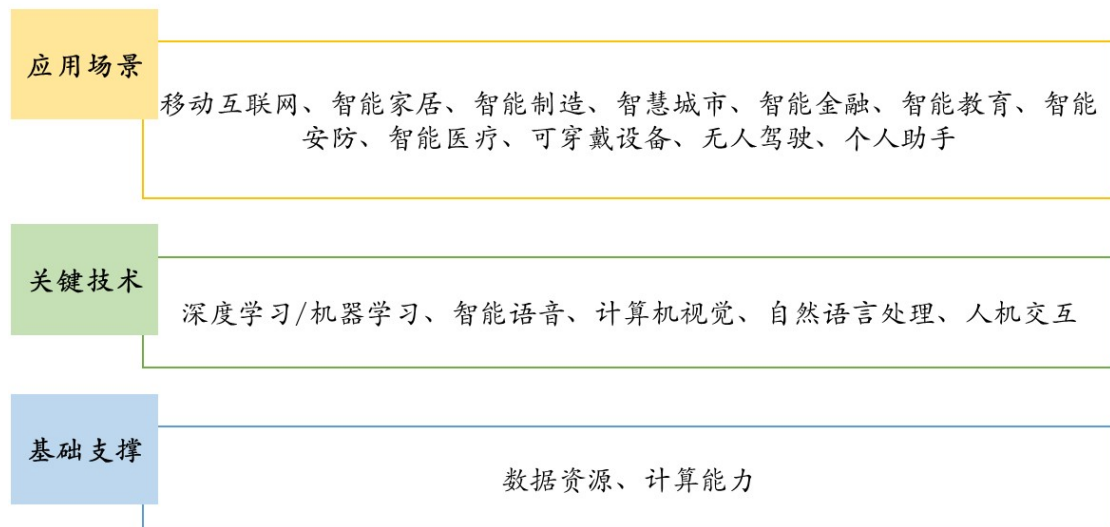 应用场景
移动互联网、智能家居、智能制造、智慧城市、智能金融、智能教育、智能
安防、智能医疗、可穿戴设备、无人驾驶、个人助手
关键技术
深度学习/机器学习、智能语音、计算机视觉、自然语言处理、人机交互
基础支撑
数据资源、计算能力